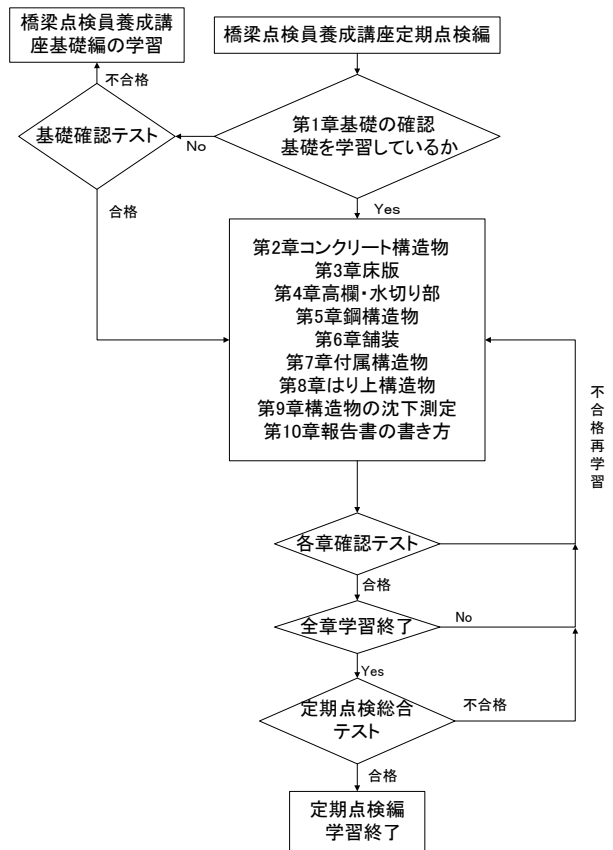 橋梁点検員養成講
座基礎編の学習
橋梁点検員養成講座定期点検編
不合格
基礎確認テスト
No
第1章基礎の確認
基礎を学習しているか
合格
Yes
第2章コンクリート構造物
第3章床版
第4章高欄・水切り部
第5章鋼構造物
第6章舗装
第7章付属構造物
第8章はり上構造物
第9章構造物の沈下測定
第10章報告書の書き方
不合格再学習
各章確認テスト
合格
全章学習終了
No
Yes
定期点検総合
テスト
不合格
合格
定期点検編
学習終了